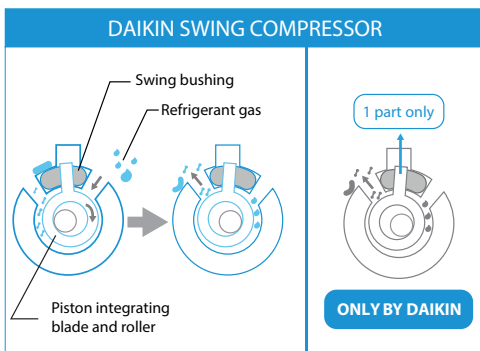 DAIKIN SWING COMPRESSOR
Swing bushing
Refrigerant gas
Piston integrating
blade and roller
1 part only
ONLY BY DAIKIN